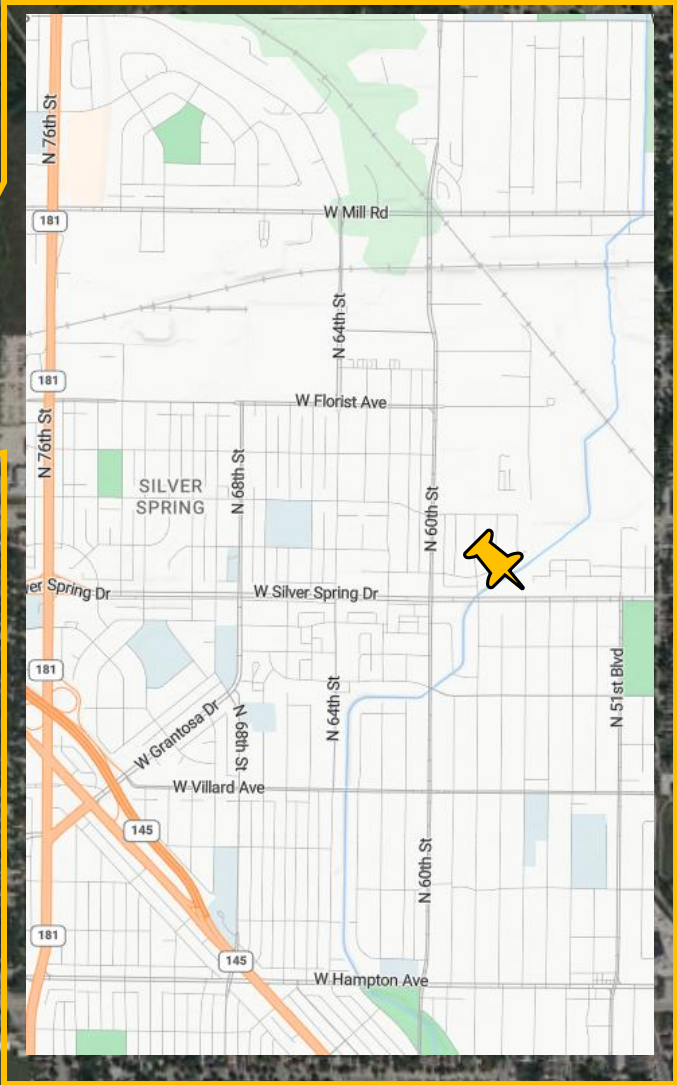 N 76th St
181
W Mill Rd
N 64th St
181
W Florist Ave
N 76th St
N 68th St
SILVER
SPRING
N 60th St
er Spring Dr
W Silver Spring Dr
181
N 51st Blvd
N 64th St
W Grantosa Dr
N 68th St
W Villard Ave
145
N 60th St
181
145
W Hampton Ave